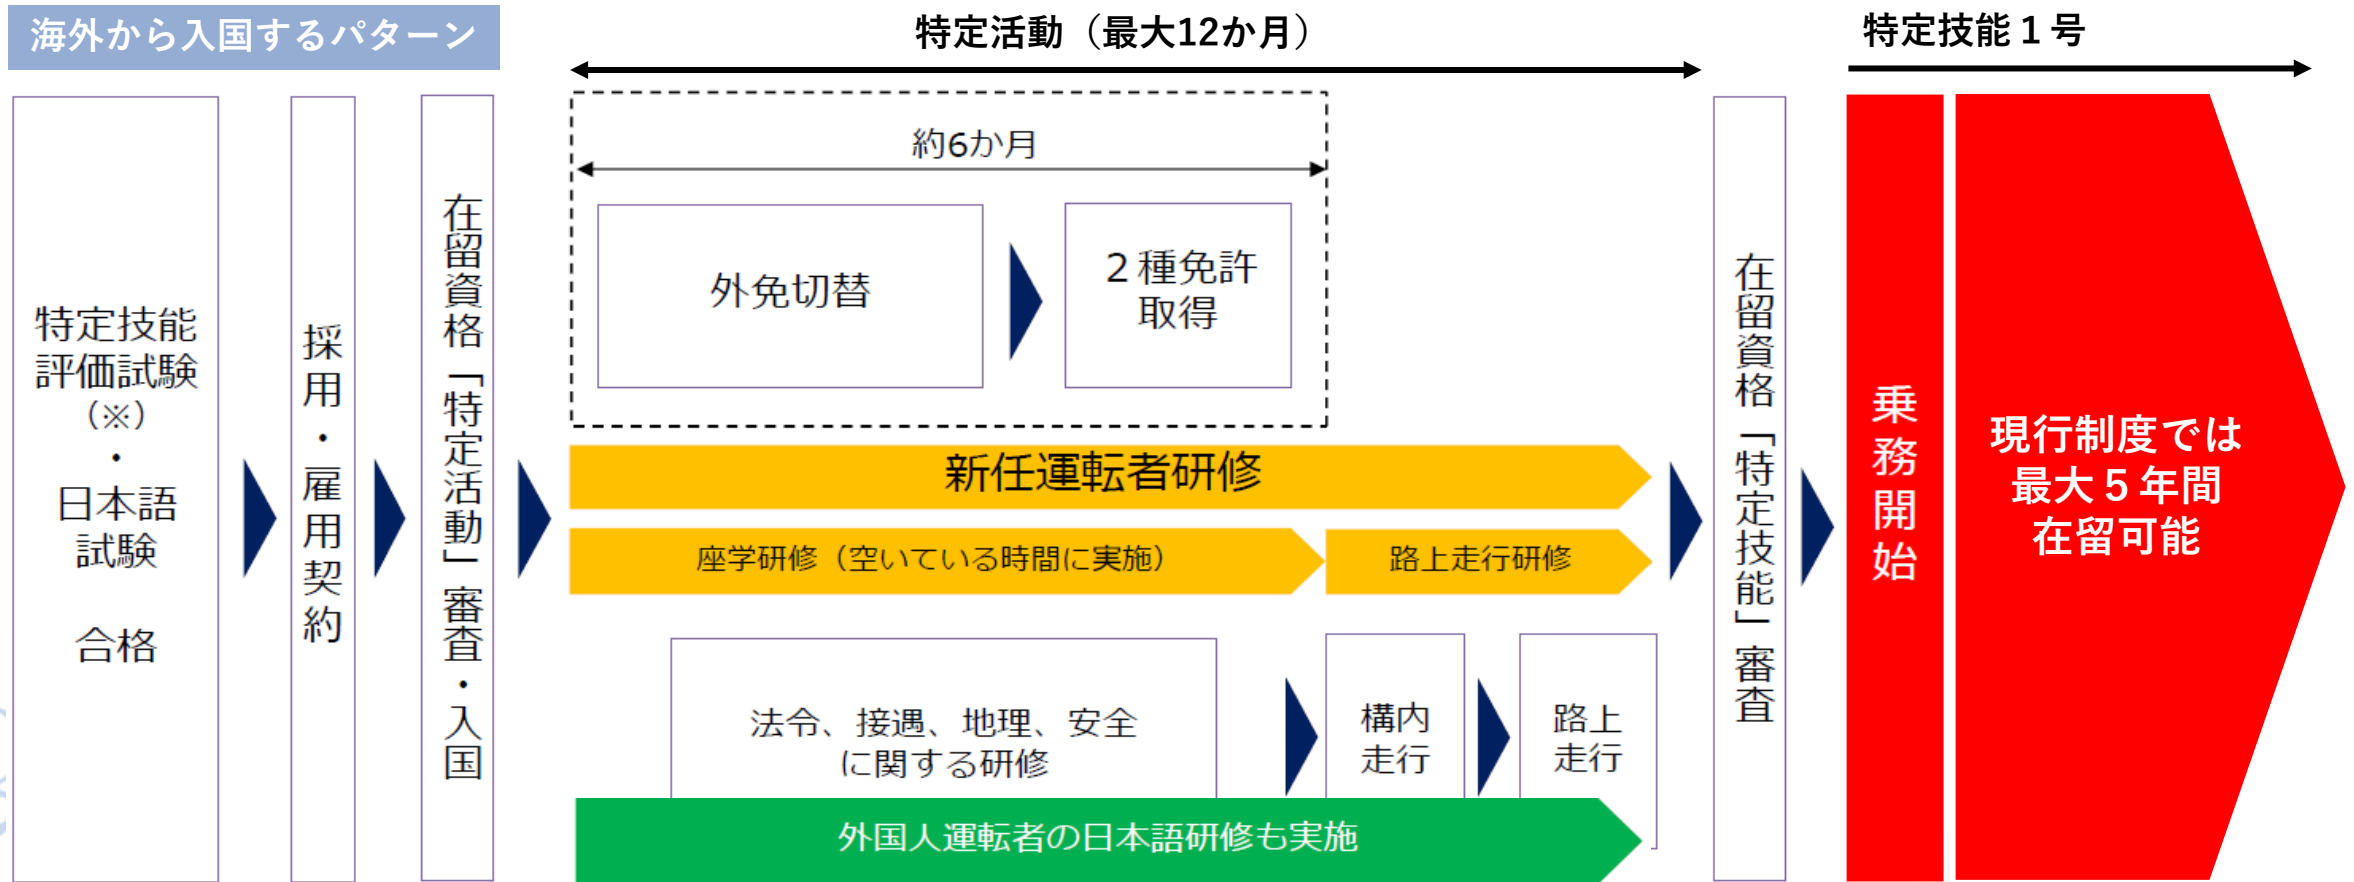 海外から入国するパターン
特定活動（最大12か月）
特定技能１号
特定技能
評価試験
（※）
・
日本語
試験
合格
採用・雇用契約
在留資格「特定活動」審査・入国
約6か月
外免切替
２種免許
取得
新任運転者研修
座学研修（空いている時間に実施）
路上走行研修
法令、接遇、地理、安全
に関する研修
構内
走行
路上
走行
外国人運転者の日本語研修も実施
在留資格「特定技能」審査
乗務開始
現行制度では
最大５年間
在留可能